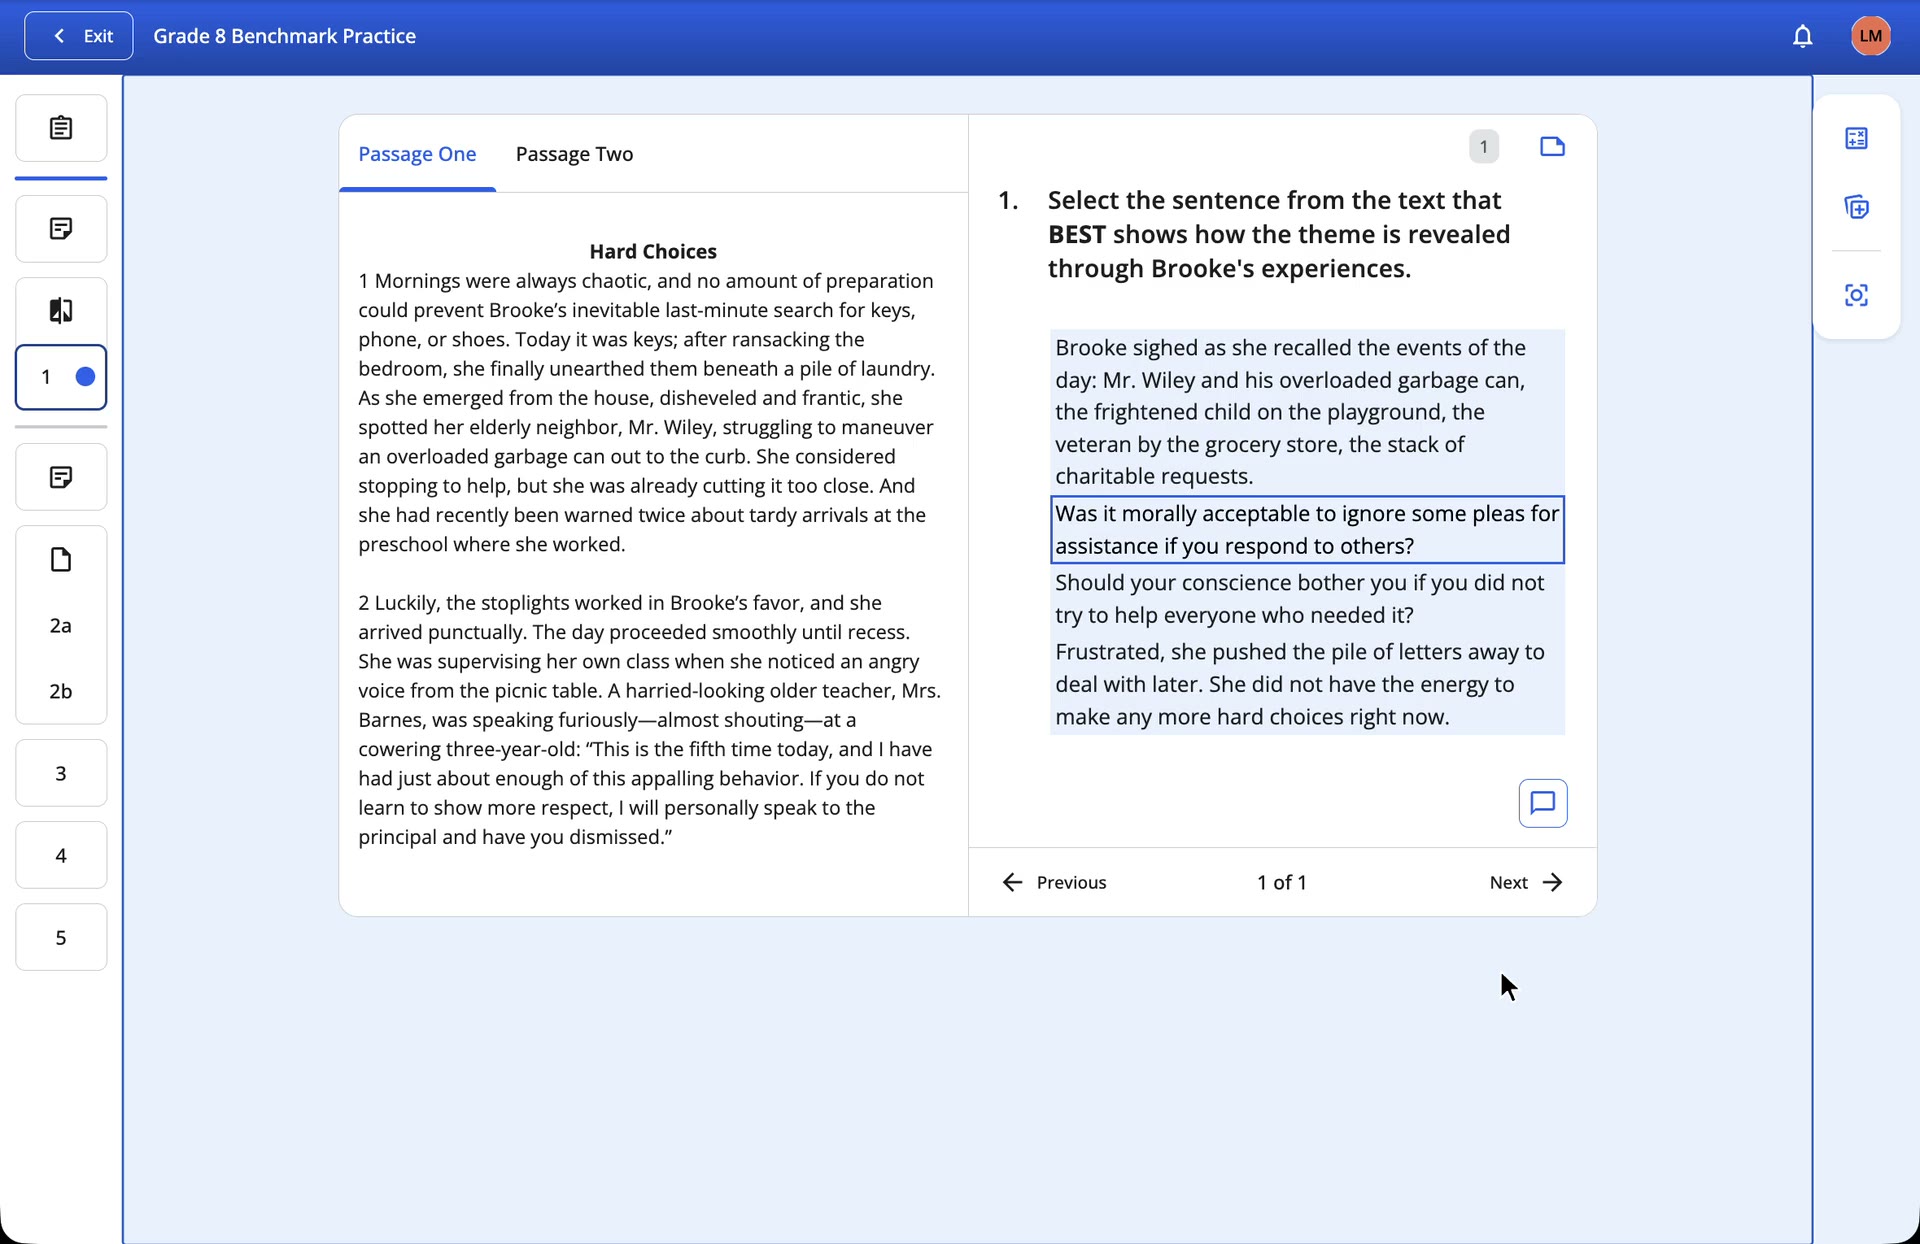 Exit
Grade 8 Benchmark Practice
LM
1
2a
2b
3
4
5
Passage One
Passage Two
Hard Choices
1 Mornings were always chaotic, and no amount of preparation
could prevent Brooke’s inevitable last-minute search for keys,
phone, or shoes. Today it was keys; after ransacking the
bedroom, she finally unearthed them beneath a pile of laundry.
As she emerged from the house, disheveled and frantic, she
spotted her elderly neighbor, Mr. Wiley, struggling to maneuver
an overloaded garbage can out to the curb. She considered
stopping to help, but she was already cutting it too close. And
she had recently been warned twice about tardy arrivals at the
preschool where she worked.
2 Luckily, the stoplights worked in Brooke’s favor, and she
arrived punctually. The day proceeded smoothly until recess.
She was supervising her own class when she noticed an angry
voice from the picnic table. A harried-looking older teacher, Mrs.
Barnes, was speaking furiously—almost shouting—at a
cowering three-year-old: “This is the fifth time today, and I have
had just about enough of this appalling behavior. If you do not
learn to show more respect, I will personally speak to the
principal and have you dismissed.”
1
1. Select the sentence from the text that
BEST shows how the theme is revealed
through Brooke's experiences.
Brooke sighed as she recalled the events of the
day: Mr. Wiley and his overloaded garbage can,
the frightened child on the playground, the
veteran by the grocery store, the stack of
charitable requests.
Was it morally acceptable to ignore some pleas for
assistance if you respond to others?
Should your conscience bother you if you did not
try to help everyone who needed it?
Frustrated, she pushed the pile of letters away to
deal with later. She did not have the energy to
make any more hard choices right now.
Previous
1 of 1
Next